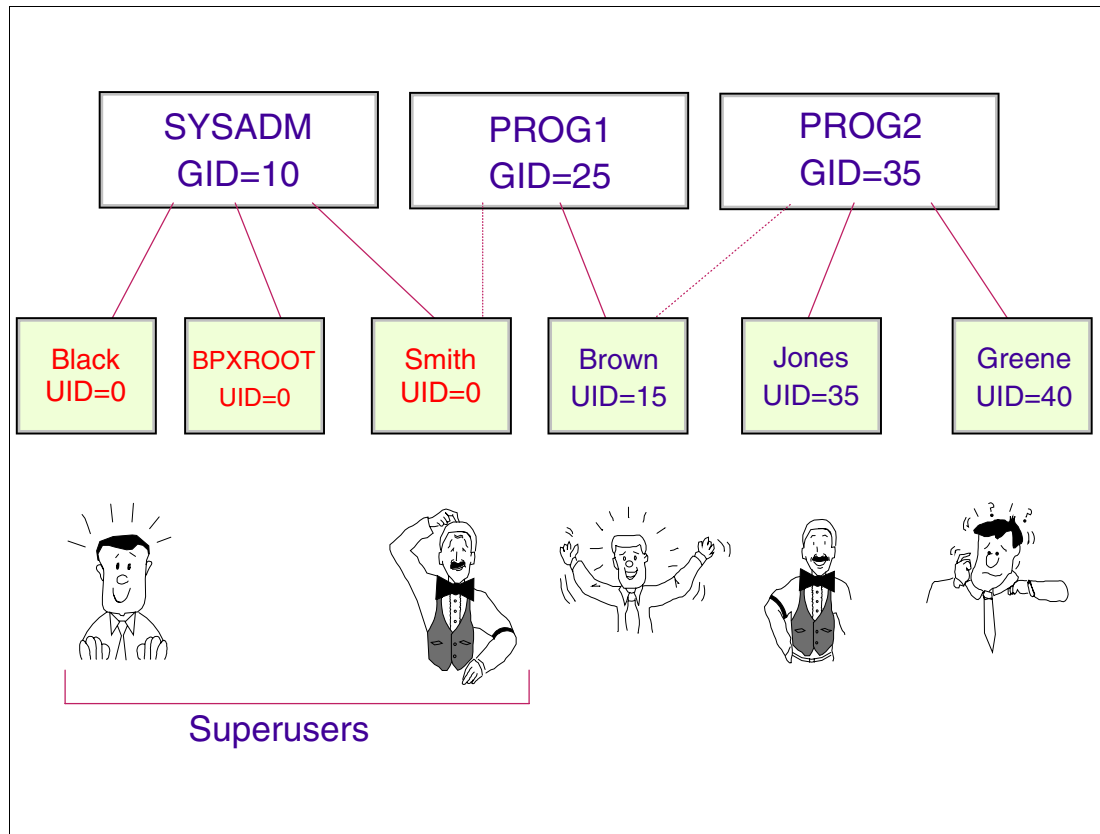 SYSADM
GID=10
PROG1
GID=25
PROG2
GID=35
Black
UID=0
BPXROOT
UID=0
Smith
UID=0
Brown
UID=15
Jones
UID=35
Greene
UID=40
? ?
Superusers